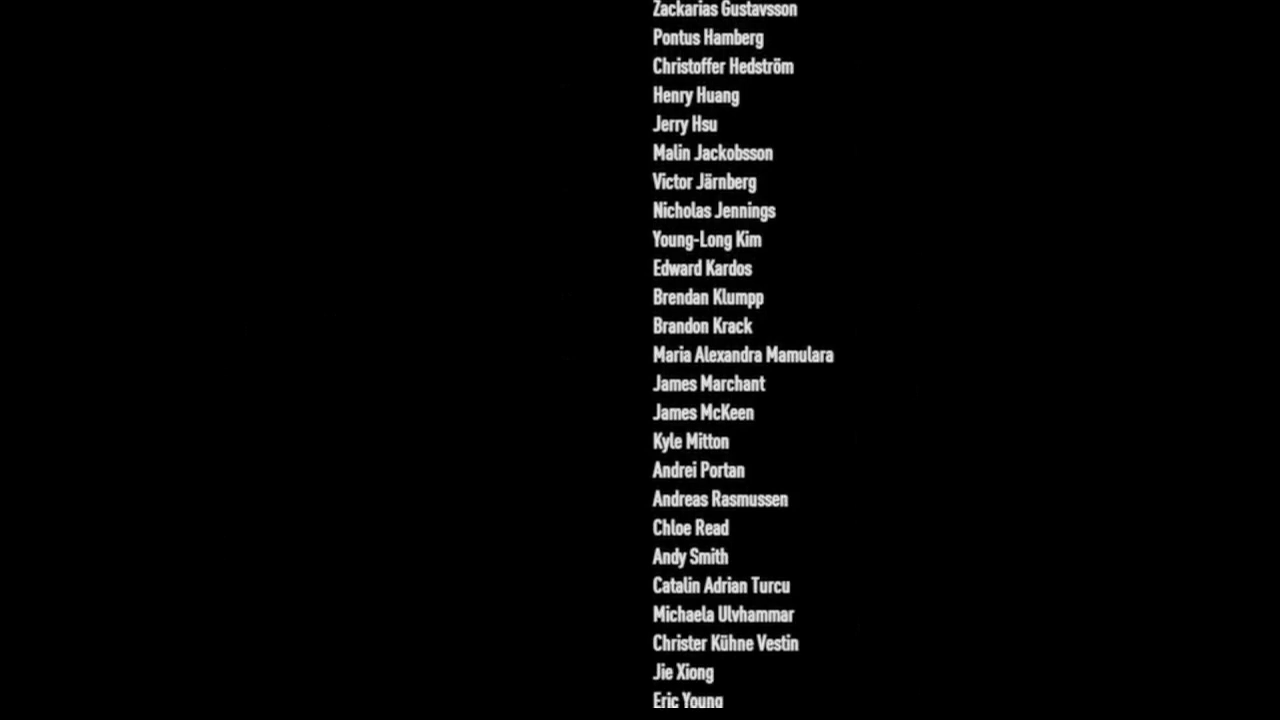 Zackarias Gustavsson
Pontus Hamberg
Christoffer Hedström
Henry Huang
Jerry Hsu
Malin Jackobsson
Victor Järnberg
Nicholas Jennings
Young-Long Kim
Edward Kardos
Brendan Klumpp
Brandon Krack
Maria Alexandra Mamulara
James Marchant
James McKeen
Kyle Mitton
Andrei Portan
Andreas Rasmussen
Chloe Read
Andy Smith
Catalin Adrian Turcu
Michaela Ulvhammar
Christer Kühne Vestin
Jie Xiong
Eric Young